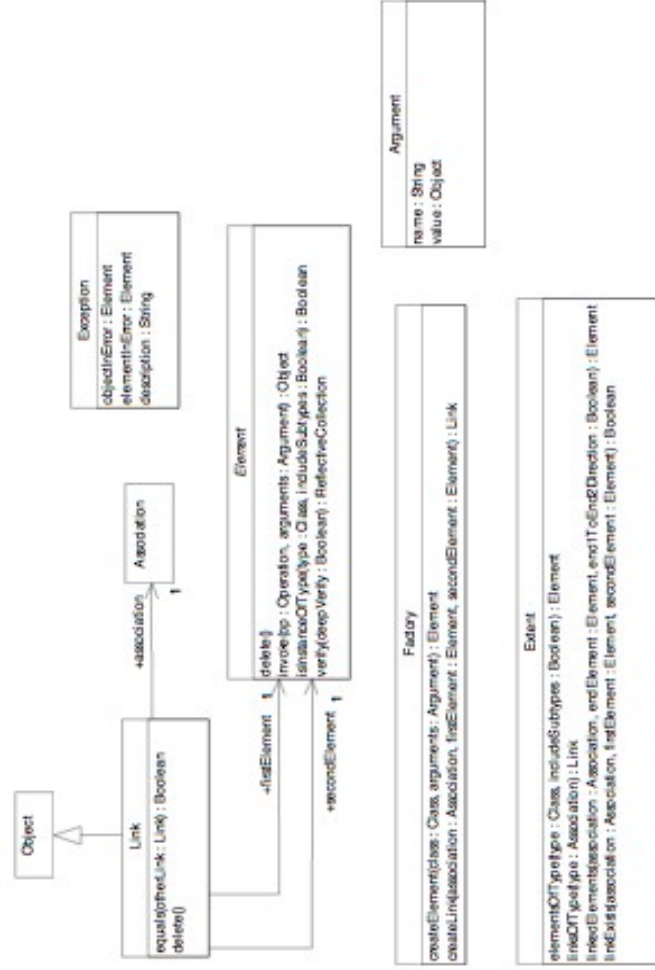 Object
Link
equals(otherLink : Link) : Boolean
delete()
+association
1
Association
Exception
objectInError : Element
elementInError : Element
description : String
+firstElement
1
+secondElement
1
Element
delete()
invoke(op : Operation, arguments : Argument) : Object
isInstanceOfType(type : Class, includeSubtypes : Boolean) : Boolean
verify(deepVerify : Boolean) : ReflectiveCollection
Factory
createElement(class : Class, arguments : Argument) : Element
createLink(association : Association, firstElement : Element, secondElement : Element) : Link
Argument
name : String
value : Object
Extent
elementsOfType(type : Class, includeSubtypes : Boolean) : Element
linksOfType(type : Association) : Link
linkedElements(association : Association, endElement : Element, end1ToEnd2Direction : Boolean) : Element
linkExists(association : Association, firstElement : Element, secondElement : Element) : Boolean